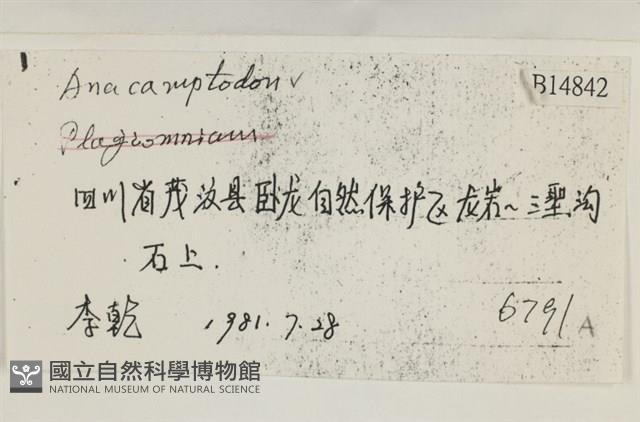 Anacamptodon ✓
B14842
Plagiomnium
四川省茂汶县卧龙自然保护区龙岩~三聖沟
石上.
李乾 1981.7.28
6791 A
國立自然科學博物館
NATIONAL MUSEUM OF NATURAL SCIENCE